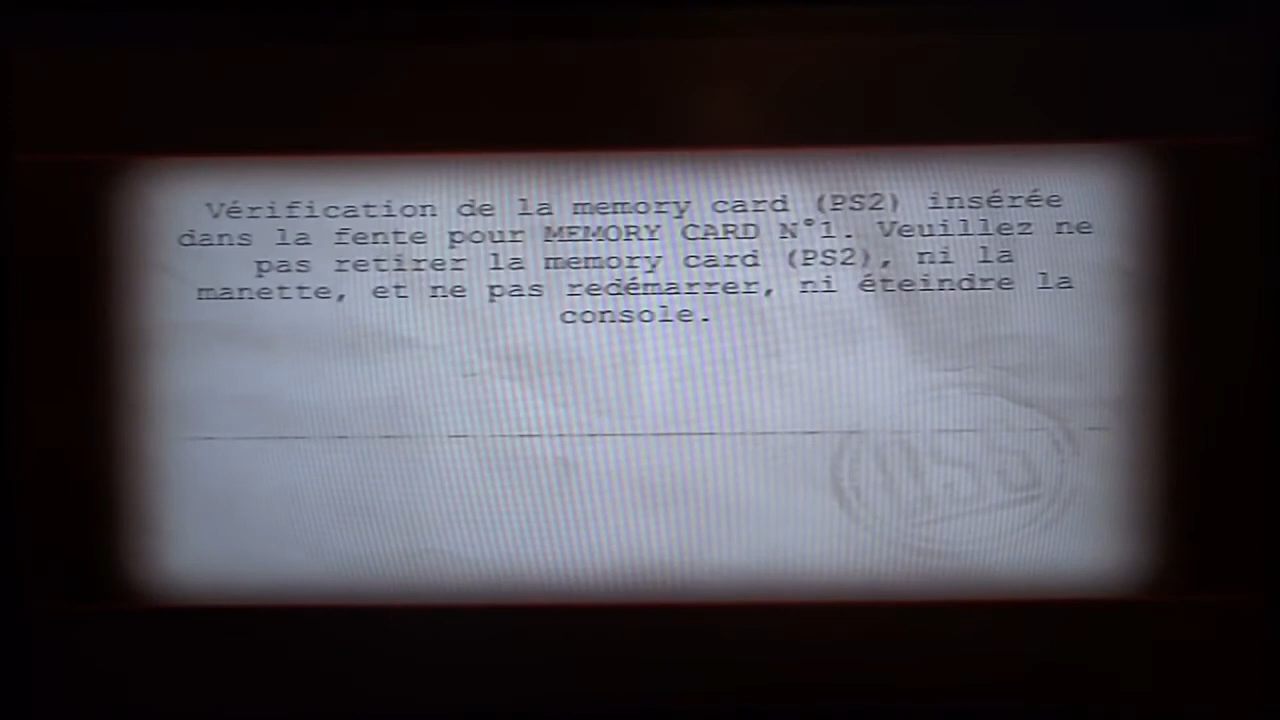 Vérification de la memory card (PS2) insérée
dans la fente pour MEMORY CARD N°1. Veuillez ne
pas retirer la memory card (PS2), ni la
manette, et ne pas redémarrer, ni éteindre la
console.